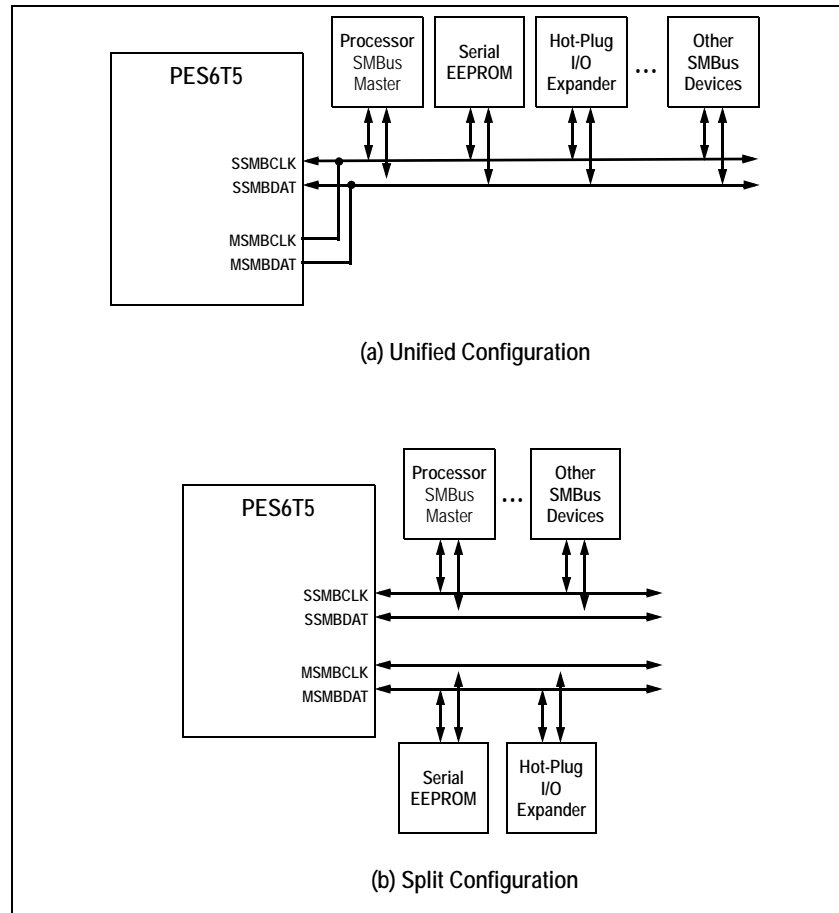 PES6T5
Processor
SMBus
Master
Serial
EEPROM
Hot-Plug
I/O
Expander
...
Other
SMBus
Devices
SSMBCLK
SSMBDAT
MSMBCLK
MSMBDAT
(a) Unified Configuration
PES6T5
Processor
SMBus
Master
...
Other
SMBus
Devices
SSMBCLK
SSMBDAT
MSMBCLK
MSMBDAT
Serial
EEPROM
Hot-Plug
I/O
Expander
(b) Split Configuration